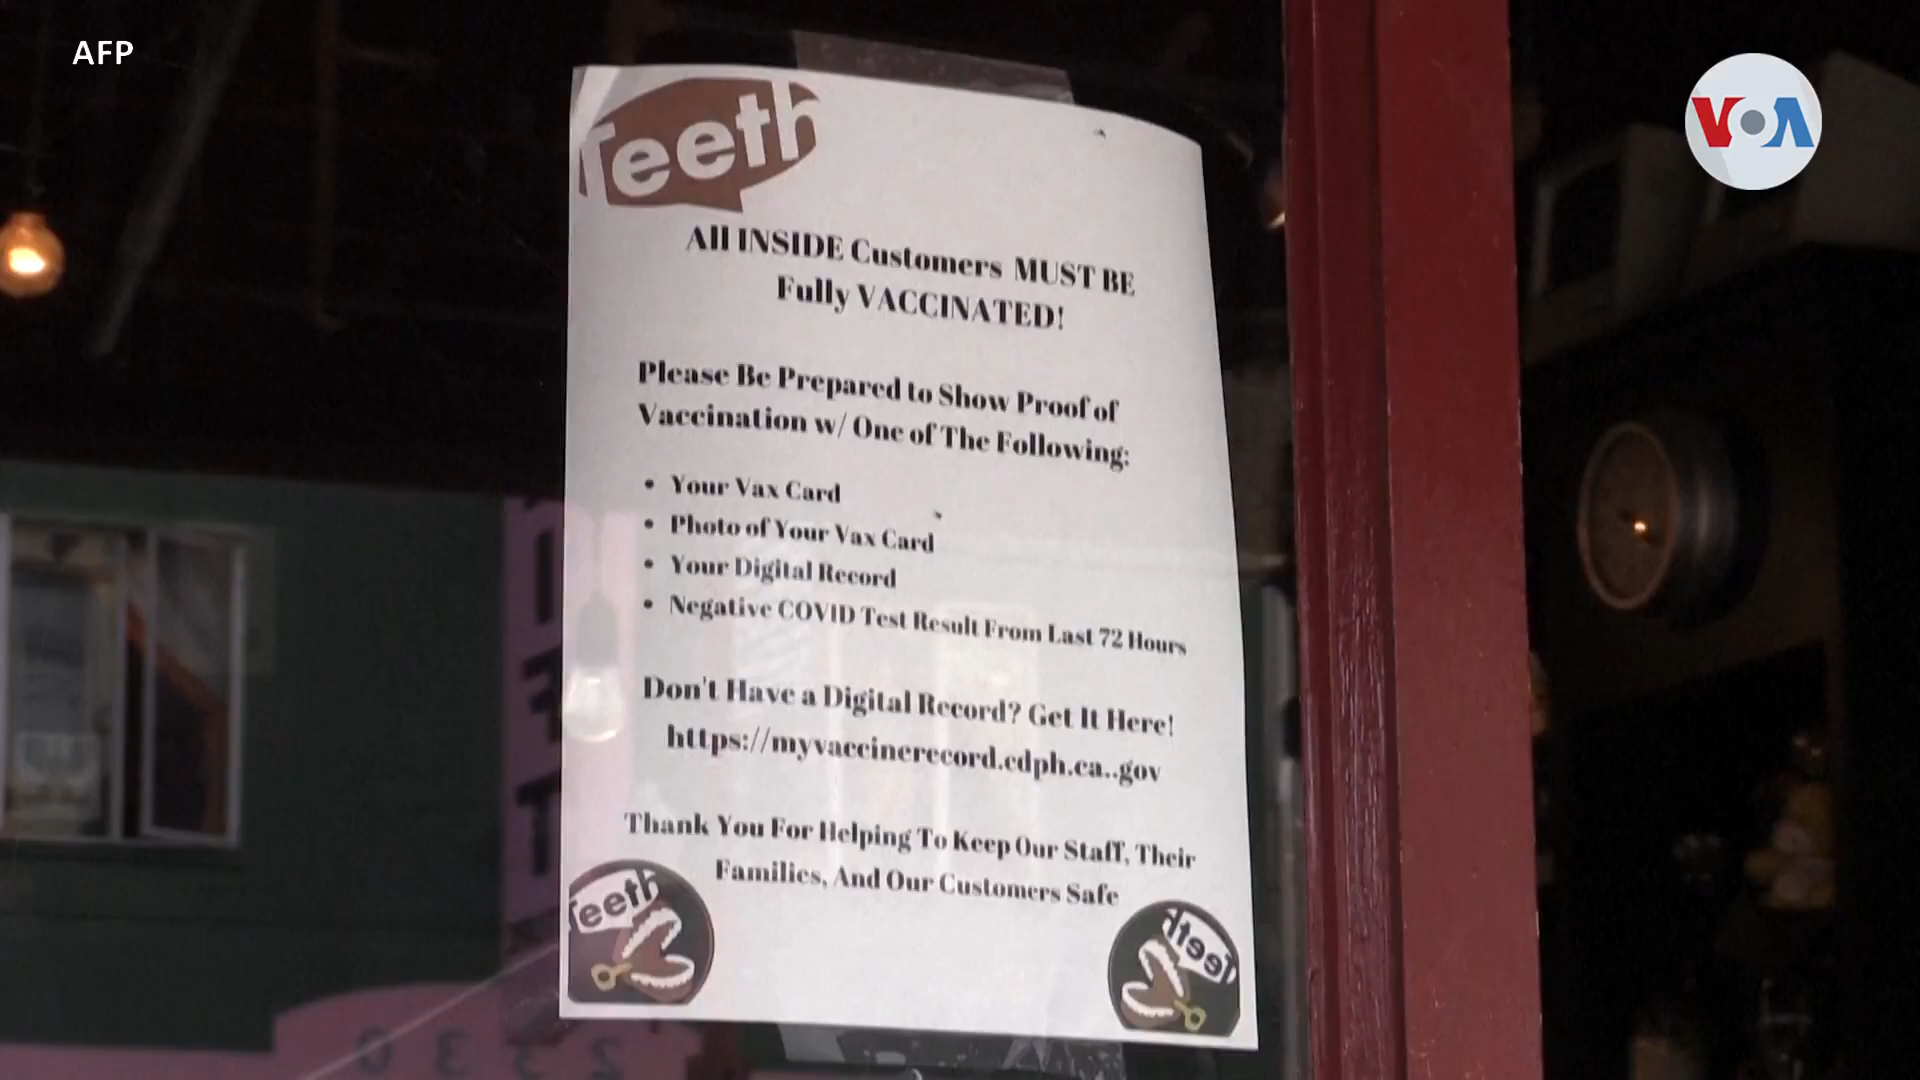 AFP
VOA
Teeth
All INSIDE Customers MUST BE
Fully VACCINATED!
Please Be Prepared to Show Proof of
Vaccination w/ One of The Following:
• Your Vax Card
• Photo of Your Vax Card
• Your Digital Record
• Negative COVID Test Result From Last 72 Hours
Don't Have a Digital Record? Get It Here!
https://myvaccinerecord.cdph.ca..gov
Thank You For Helping To Keep Our Staff, Their
Families, And Our Customers Safe
Teeth
Teeth